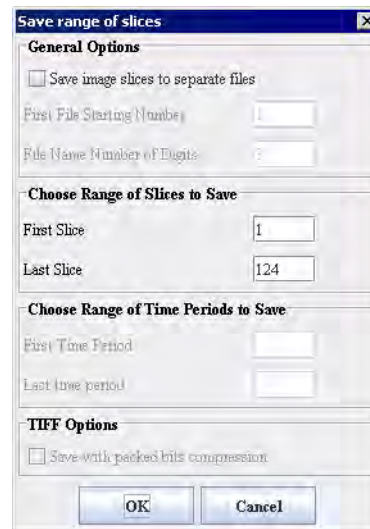 Save range of slices
General Options
Save image slices to separate files
First File Starting Number
File Name Number of Digits
Choose Range of Slices to Save
First Slice 1
Last Slice 124
Choose Range of Time Periods to Save
First Time Period
Last time period
TIFF Options
Save with packed bits compression
OK Cancel